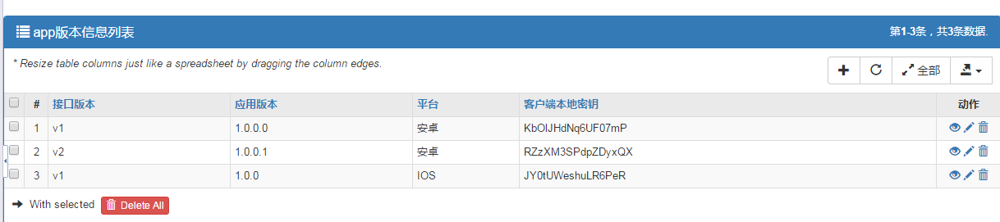 app版本信息列表 第1-3条，共3条数据.
* Resize table columns just like a spreadsheet by dragging the column edges.
全部
# 接口版本 应用版本 平台 客户端本地密钥 动作
1 v1 1.0.0.0 安卓 KbOlJHdNq6UF07mP
2 v2 1.0.0.1 安卓 RZzXM3SPdpZDyxQX
3 v1 1.0.0 IOS JY0tUWeshuLR6PeR
With selected Delete All